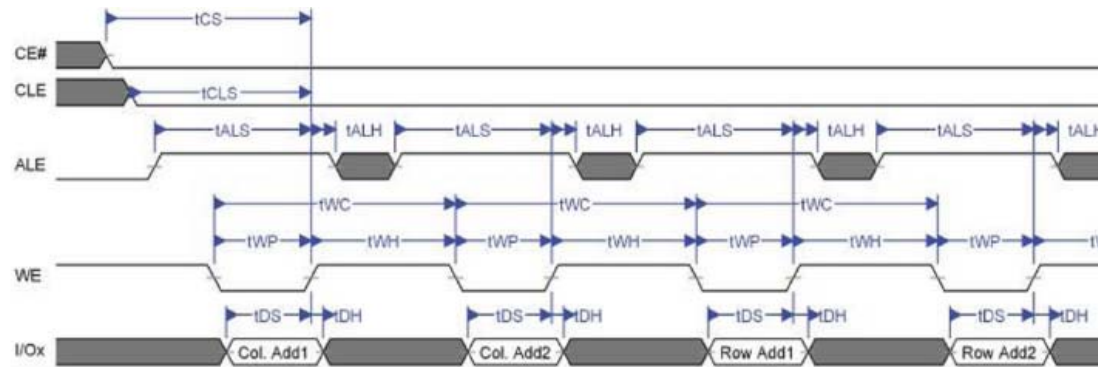 tCS
CE#
CLE
tCLS
tALS tALH tALS tALH tALS tALH tALS tALH
ALE
tWC tWC tWC
tWP tWH tWP tWH tWP tWH tWP
WE
tDS tDH tDS tDH tDS tDH tDS tDH
I/Ox Col. Add1 Col. Add2 Row Add1 Row Add2